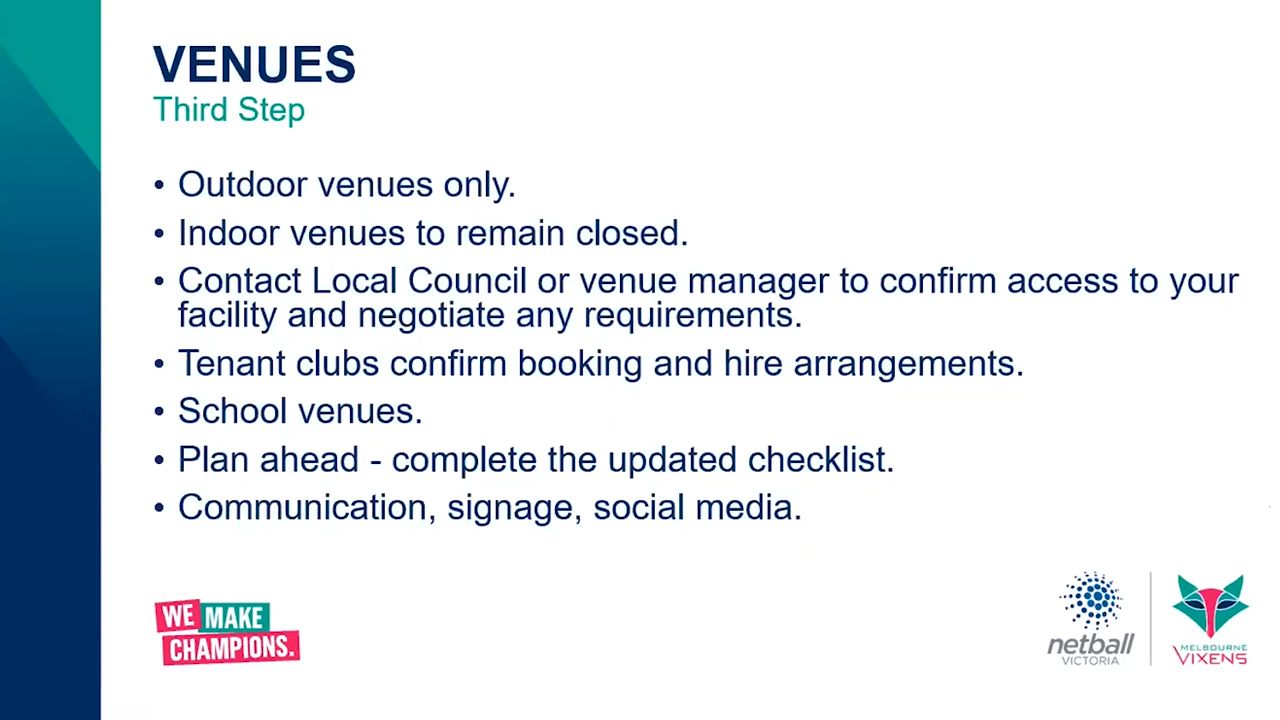 VENUES
Third Step
• Outdoor venues only.
• Indoor venues to remain closed.
• Contact Local Council or venue manager to confirm access to your
facility and negotiate any requirements.
• Tenant clubs confirm booking and hire arrangements.
• School venues.
• Plan ahead - complete the updated checklist.
• Communication, signage, social media.
WE MAKE
CHAMPIONS.
netball
VICTORIA
MELBOURNE
VIXENS